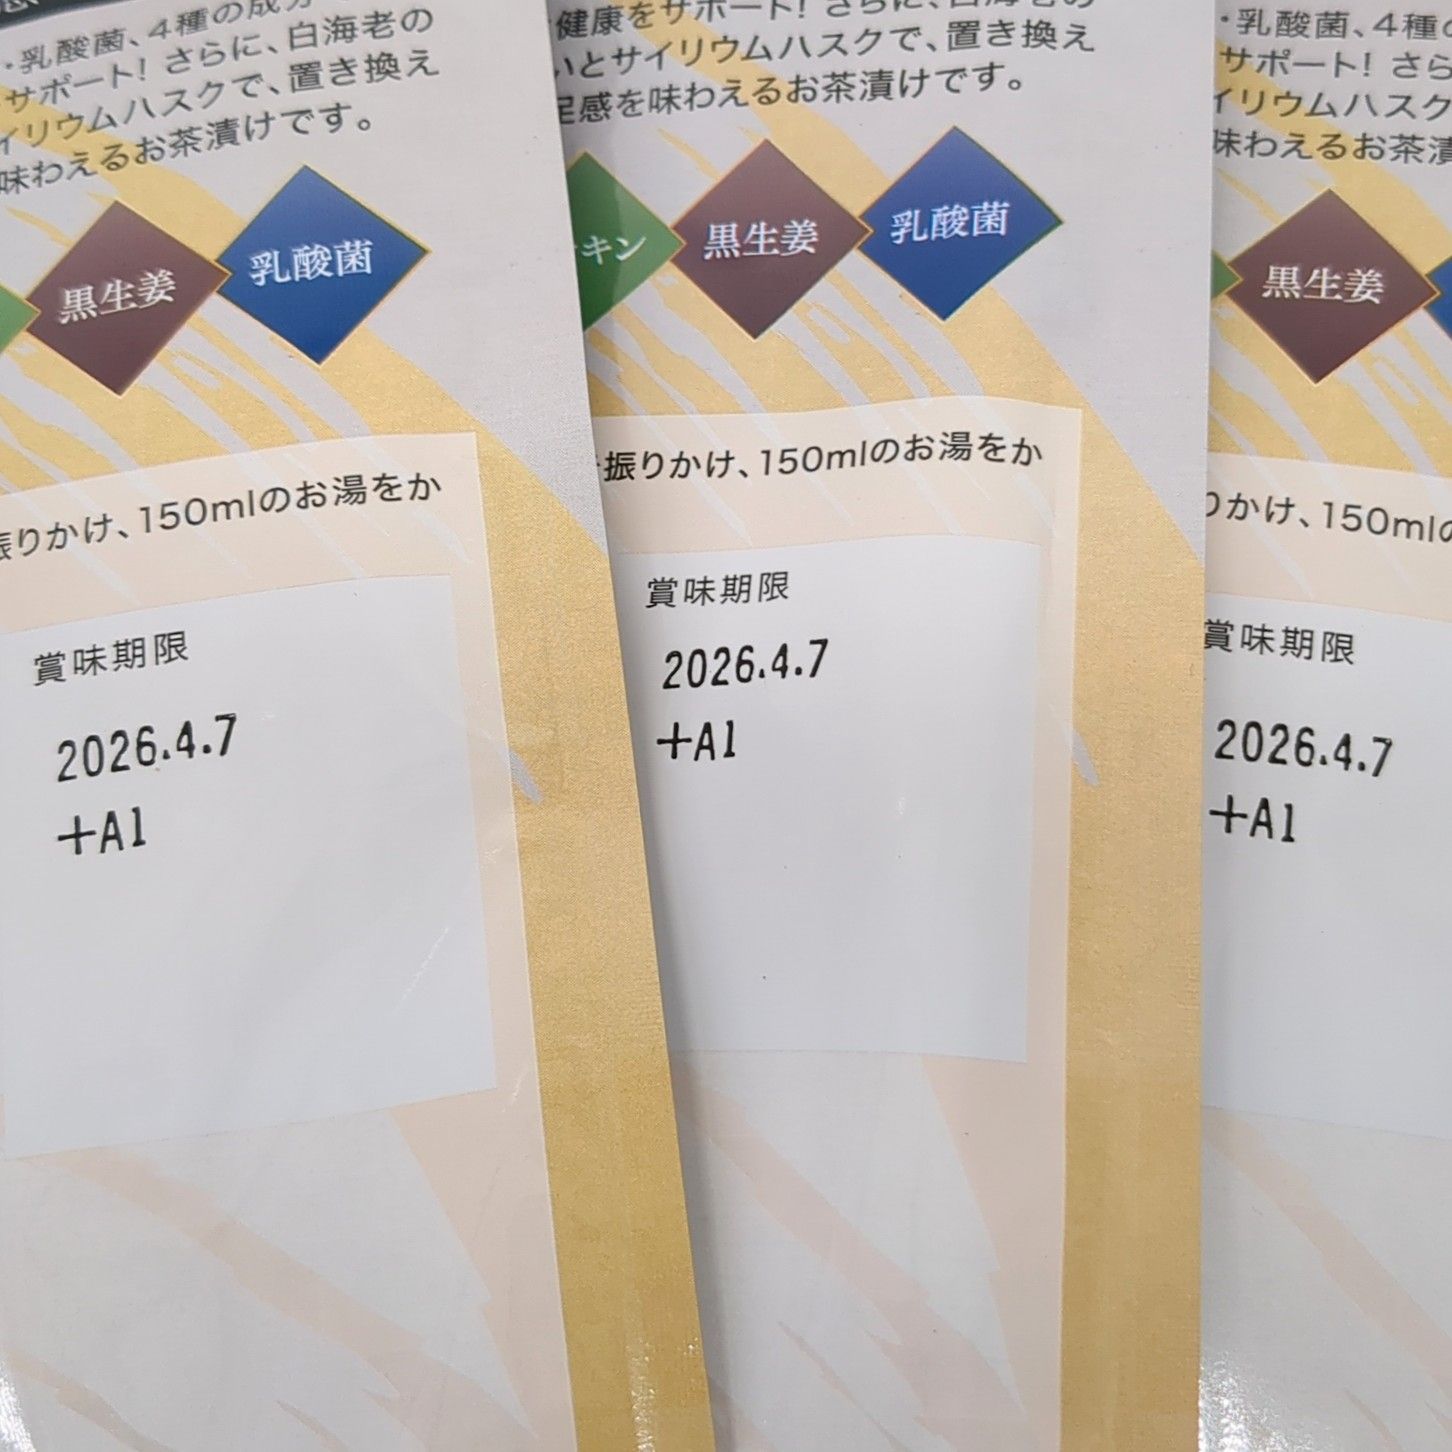 ・乳酸菌、4種の成分
サポート! さらに、白海老の
イリウムハスクで、置き換え
味わえるお茶漬けです。
黒生姜
乳酸菌
振りかけ、150mlのお湯をか
賞味期限
2026.4.7
+A1
健康をサポート! さらに、白海老の
いとサイリウムハスクで、置き換え
足感を味わえるお茶漬けです。
キン
黒生姜
乳酸菌
振りかけ、150mlのお湯をか
賞味期限
2026.4.7
+A1
・乳酸菌、4種の
サポート! さら
イリウムハスク
味わえるお茶漬
黒生姜
りかけ、150mlの
賞味期限
2026.4.7
+A1